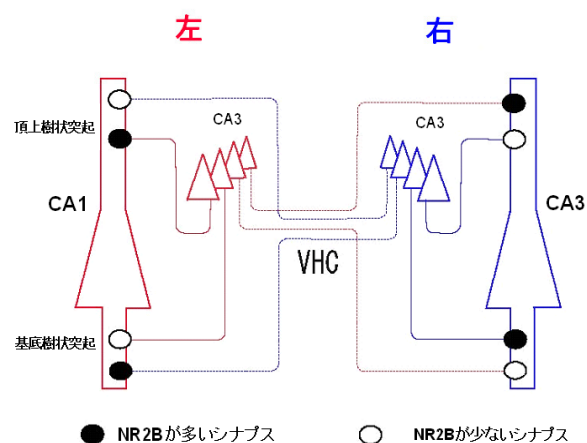 左
右
頂上樹状突起
CA3
CA3
CA1
CA3
VHC
基底樹状突起
NR2Bが多いシナプス
NR2Bが少ないシナプス